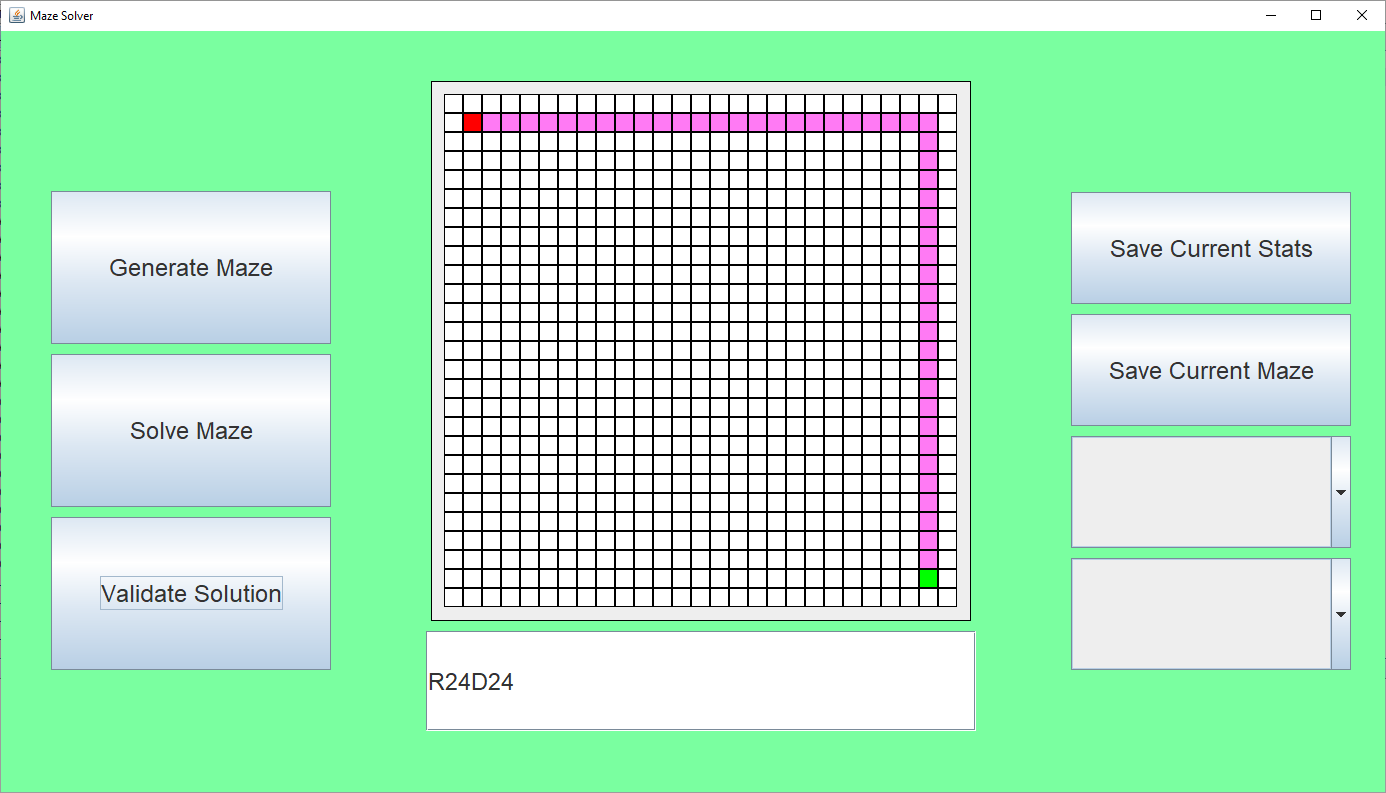 Maze Solver
Generate Maze
Solve Maze
Validate Solution
R24D24
Save Current Stats
Save Current Maze